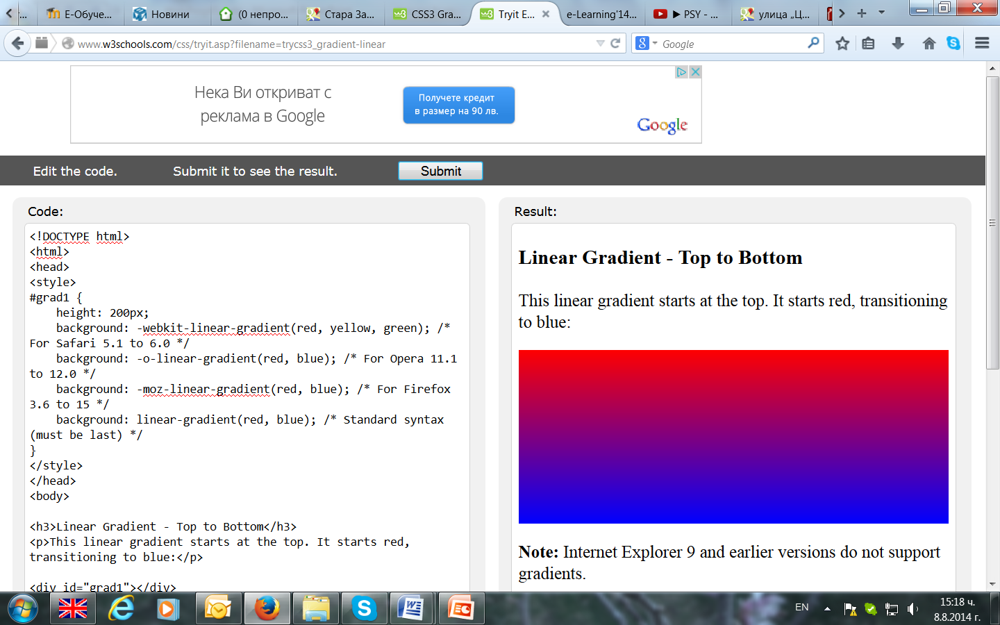 ...
Е-Обуче...
Новини
(0 непро...
Стара За...
CSS3 Gra...
Tryit E...
e-Learning'14...
▶ PSY - ...
улица „Ц...
www.w3schools.com/css/tryit.asp?filename=trycss3_gradient-linear
Google
Нека Ви откриват с
реклама в Google
Получете кредит
в размер на 90 лв.
Google
Edit the code.
Submit it to see the result.
Submit
Code:
<!DOCTYPE html>
<html>
<head>
<style>
#grad1 {
    height: 200px;
    background: -webkit-linear-gradient(red, yellow, green); /*
For Safari 5.1 to 6.0 */
    background: -o-linear-gradient(red, blue); /* For Opera 11.1
to 12.0 */
    background: -moz-linear-gradient(red, blue); /* For Firefox
3.6 to 15 */
    background: linear-gradient(red, blue); /* Standard syntax
(must be last) */
}
</style>
</head>
<body>
<h3>Linear Gradient - Top to Bottom</h3>
<p>This linear gradient starts at the top. It starts red,
transitioning to blue:</p>
<div id="grad1"></div>
Result:
Linear Gradient - Top to Bottom
This linear gradient starts at the top. It starts red, transitioning
to blue:
Note: Internet Explorer 9 and earlier versions do not support
gradients.
EN
15:18 ч.
8.8.2014 г.